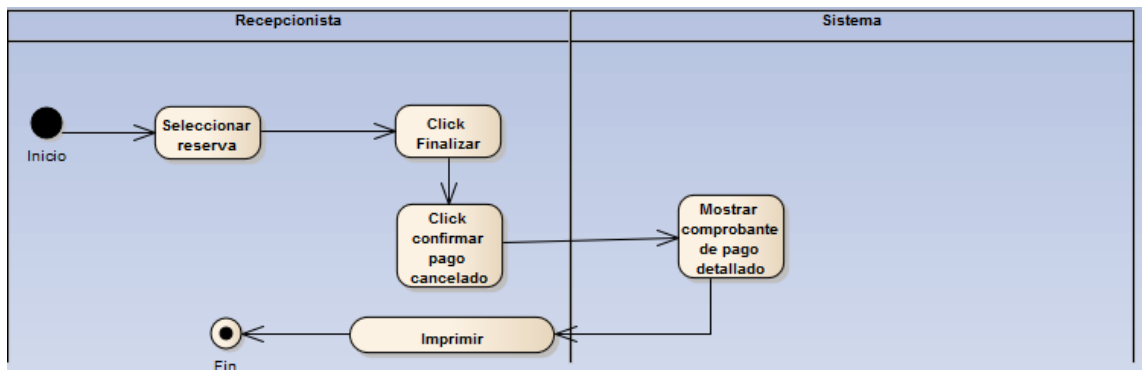 Recepcionista
Sistema
Inicio
Seleccionar
reserva
Click
Finalizar
Click
confirmar
pago
cancelado
Mostrar
comprobante
de pago
detallado
Imprimir
Fin